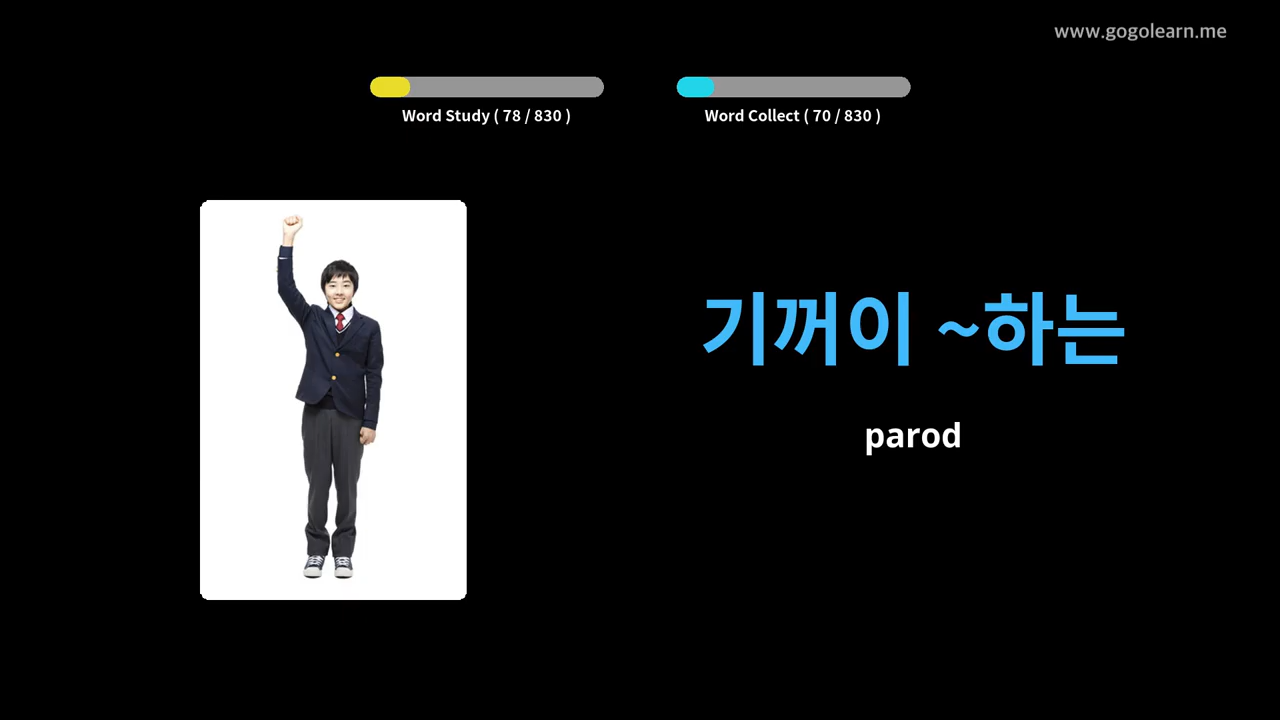 www.gogolearn.me
Word Study ( 78 / 830 )
Word Collect ( 70 / 830 )
기꺼이 ~하는
parod